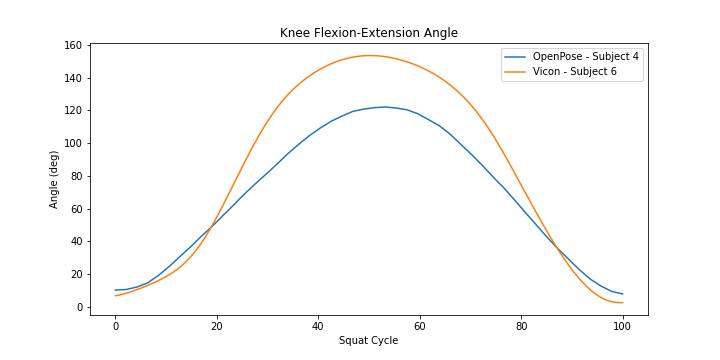 Knee Flexion-Extension Angle
OpenPose - Subject 4
Vicon - Subject 6
Angle (deg)
160
140
120
100
80
60
40
20
0
0 20 40 60 80 100
Squat Cycle